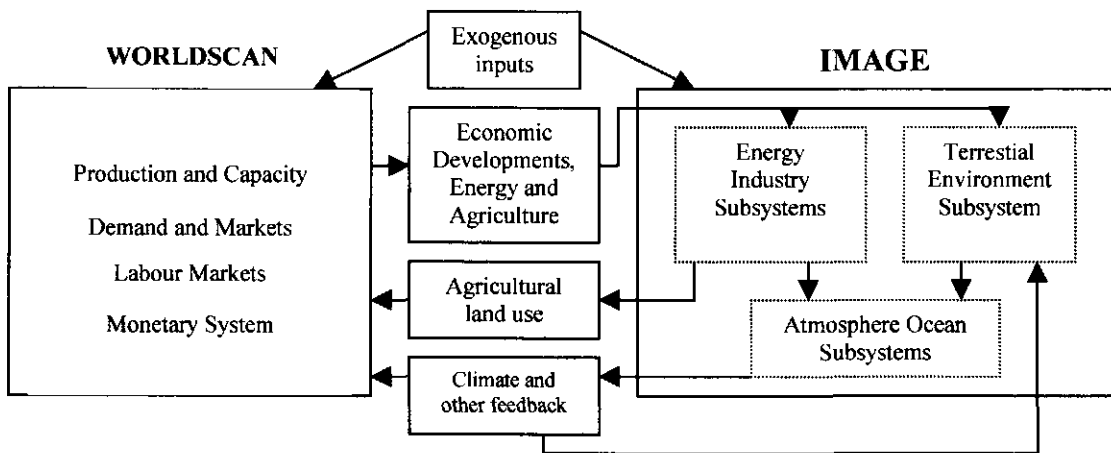 WORLDSCAN
Exogenous
inputs
IMAGE
Production and Capacity
Demand and Markets
Labour Markets
Monetary System
Economic
Developments,
Energy and
Agriculture
Agricultural
land use
Climate and
other feedback
Energy
Industry
Subsystems
Terrestial
Environment
Subsystem
Atmosphere Ocean
Subsystems